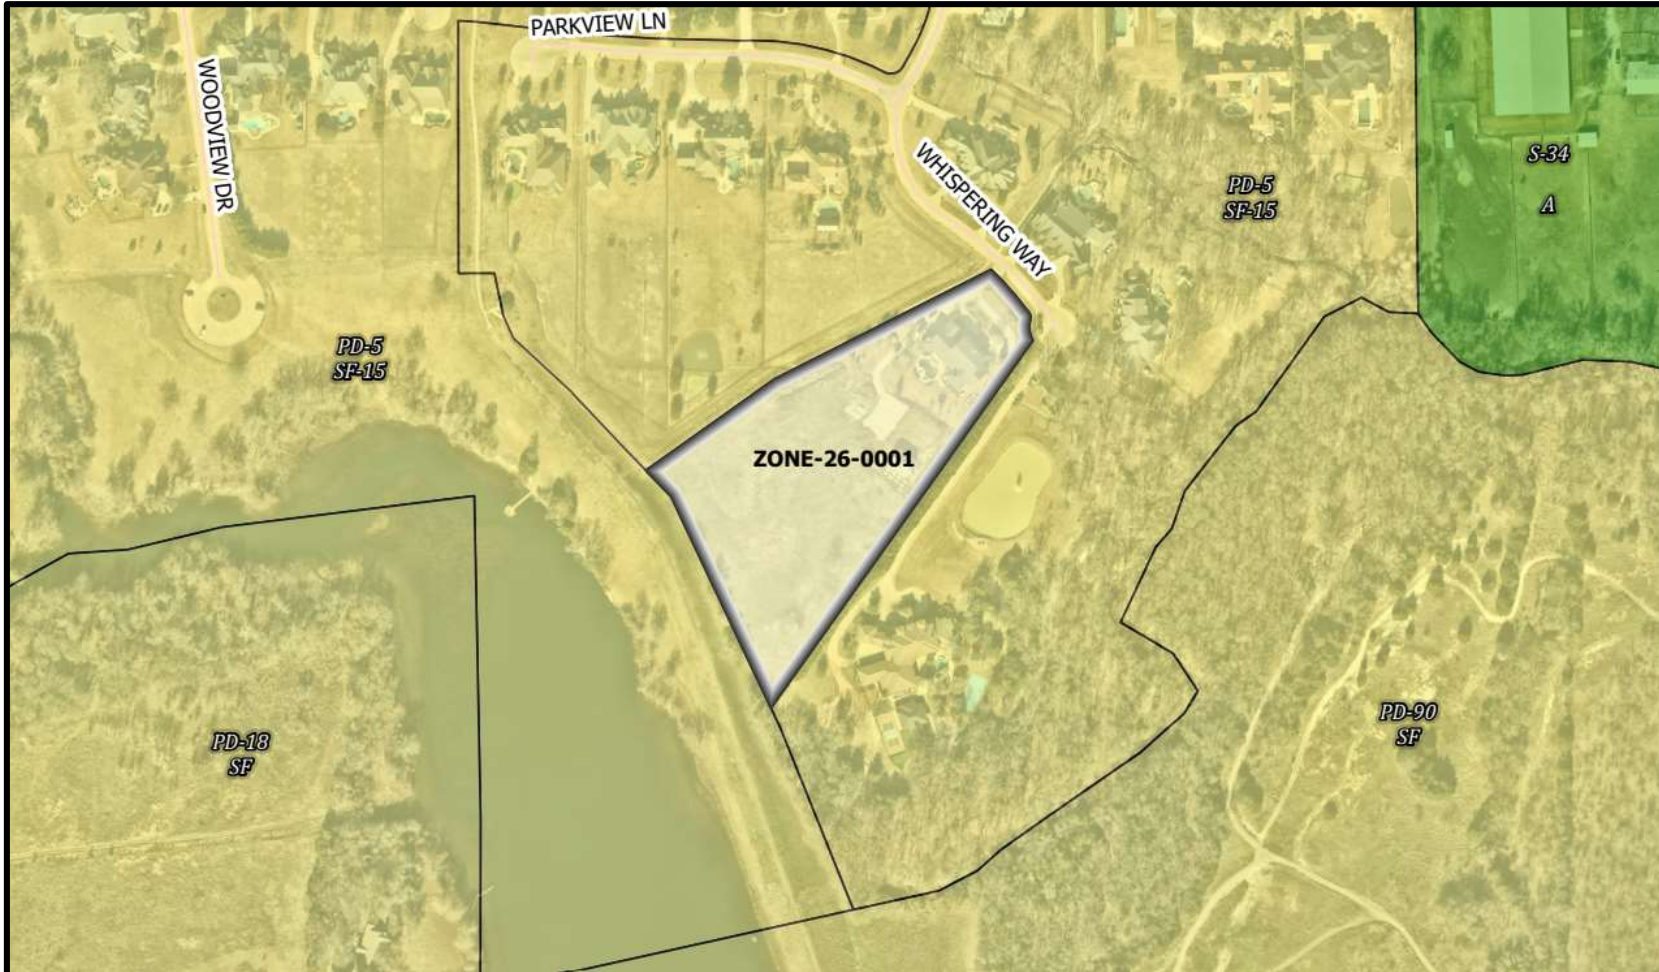 PARKVIEW LN
WOODVIEW DR
WHISPERING WAY
S-34
A
PD-5
SF-15
PD-5
SF-15
ZONE-26-0001
PD-18
SF
PD-90
SF